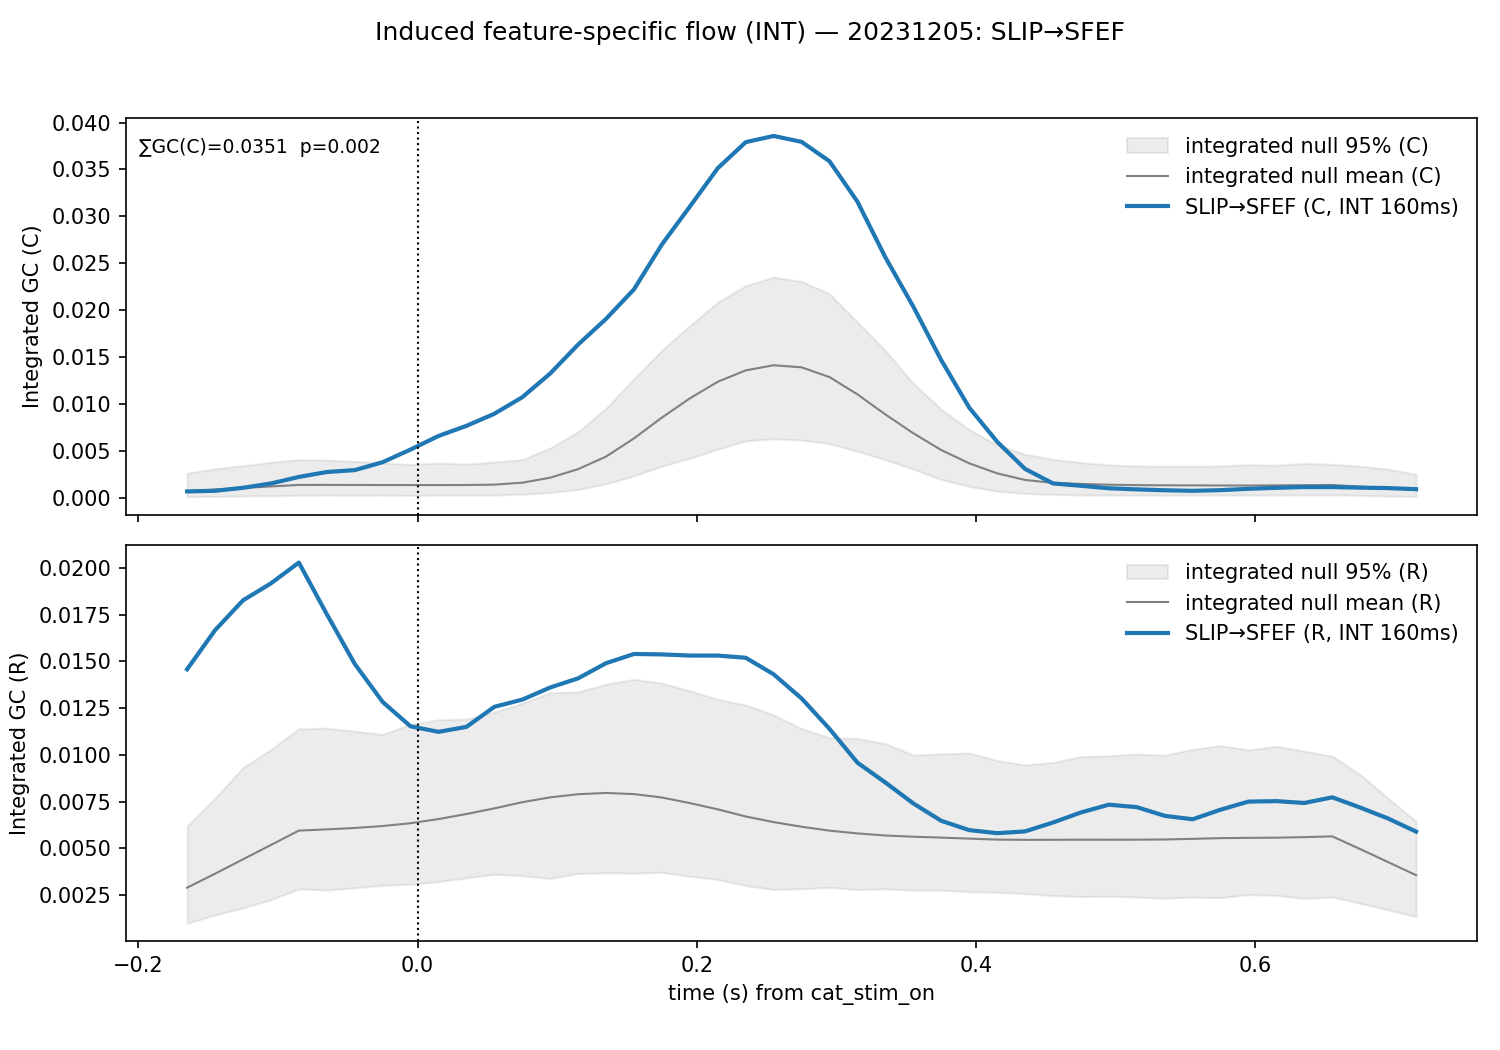 Induced feature-specific flow (INT) — 20231205: SLIP→SFEF
0.040
0.035
0.030
0.025
0.020
0.015
0.010
0.005
0.000
Integrated GC (C)
∑GC(C)=0.0351 p=0.002
integrated null 95% (C)
integrated null mean (C)
SLIP→SFEF (C, INT 160ms)
0.0200
0.0175
0.0150
0.0125
0.0100
0.0075
0.0050
0.0025
Integrated GC (R)
integrated null 95% (R)
integrated null mean (R)
SLIP→SFEF (R, INT 160ms)
−0.2 0.0 0.2 0.4 0.6
time (s) from cat_stim_on